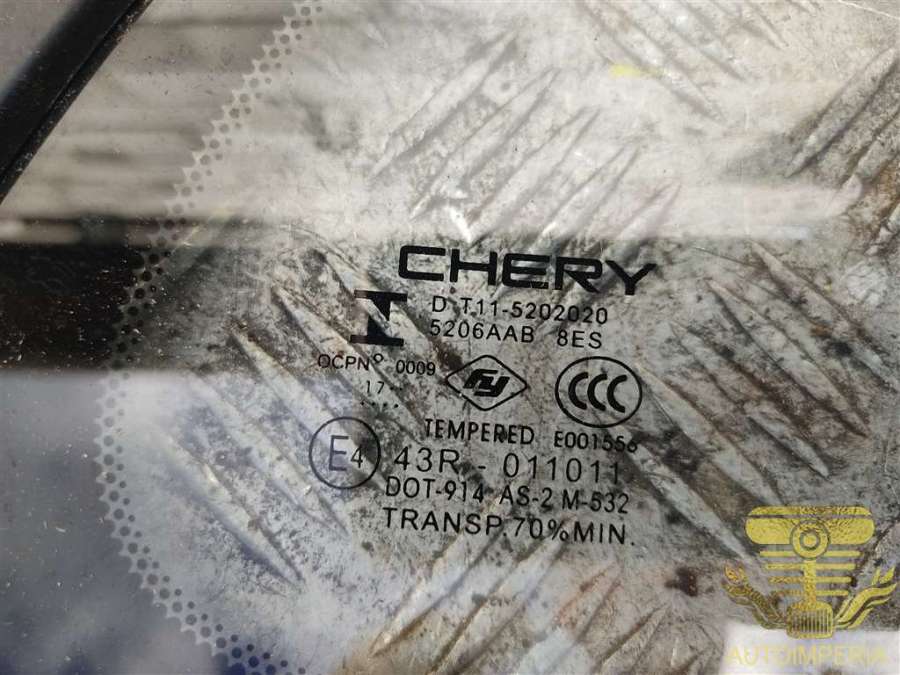 CHERY
D T11-5202020
5206AAB 8ES
OCPNº 0009
17
CCC
TEMPERED E001556
E4 43R - 011011
DOT-914 AS-2 M-532
TRANSP.70%MIN.
AUTOIMPERIA